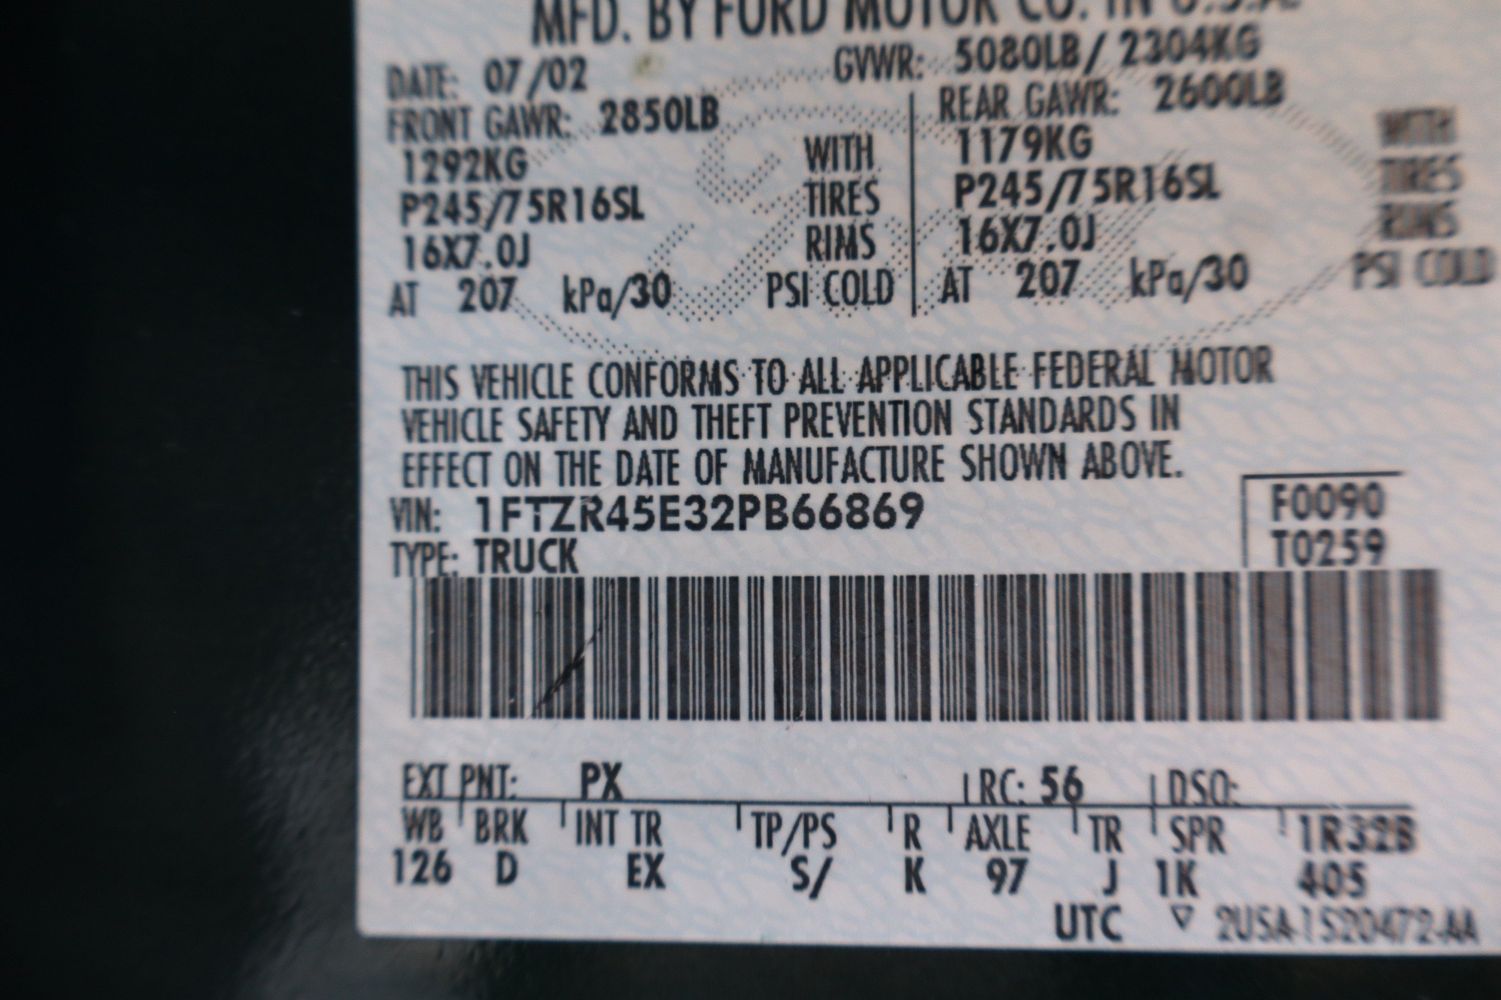 MFD. BY FORD MOTOR CO. IN U.S.A.
DATE: 07/02 GVWR: 5080LB/ 2304KG
FRONT GAWR: 2850LB REAR GAWR: 2600LB
1292KG WITH 1179KG WITH
P245/75R16SL TIRES P245/75R16SL TIRES
16X7.0J RIMS 16X7.0J RIMS
AT 207 kPa/30 PSI COLD AT 207 kPa/30 PSI COLD
THIS VEHICLE CONFORMS TO ALL APPLICABLE FEDERAL MOTOR
VEHICLE SAFETY AND THEFT PREVENTION STANDARDS IN
EFFECT ON THE DATE OF MANUFACTURE SHOWN ABOVE.
VIN: 1FTZR45E32PB66869 F0090
TYPE: TRUCK T0259
EXT PNT: PX RC: 56 DSO:
WB BRK INT TR TP/PS R AXLE TR SPR 1R32B
126 D EX S/ K 97 J 1K 405
UTC ▽ 2U5A-1520472-AA